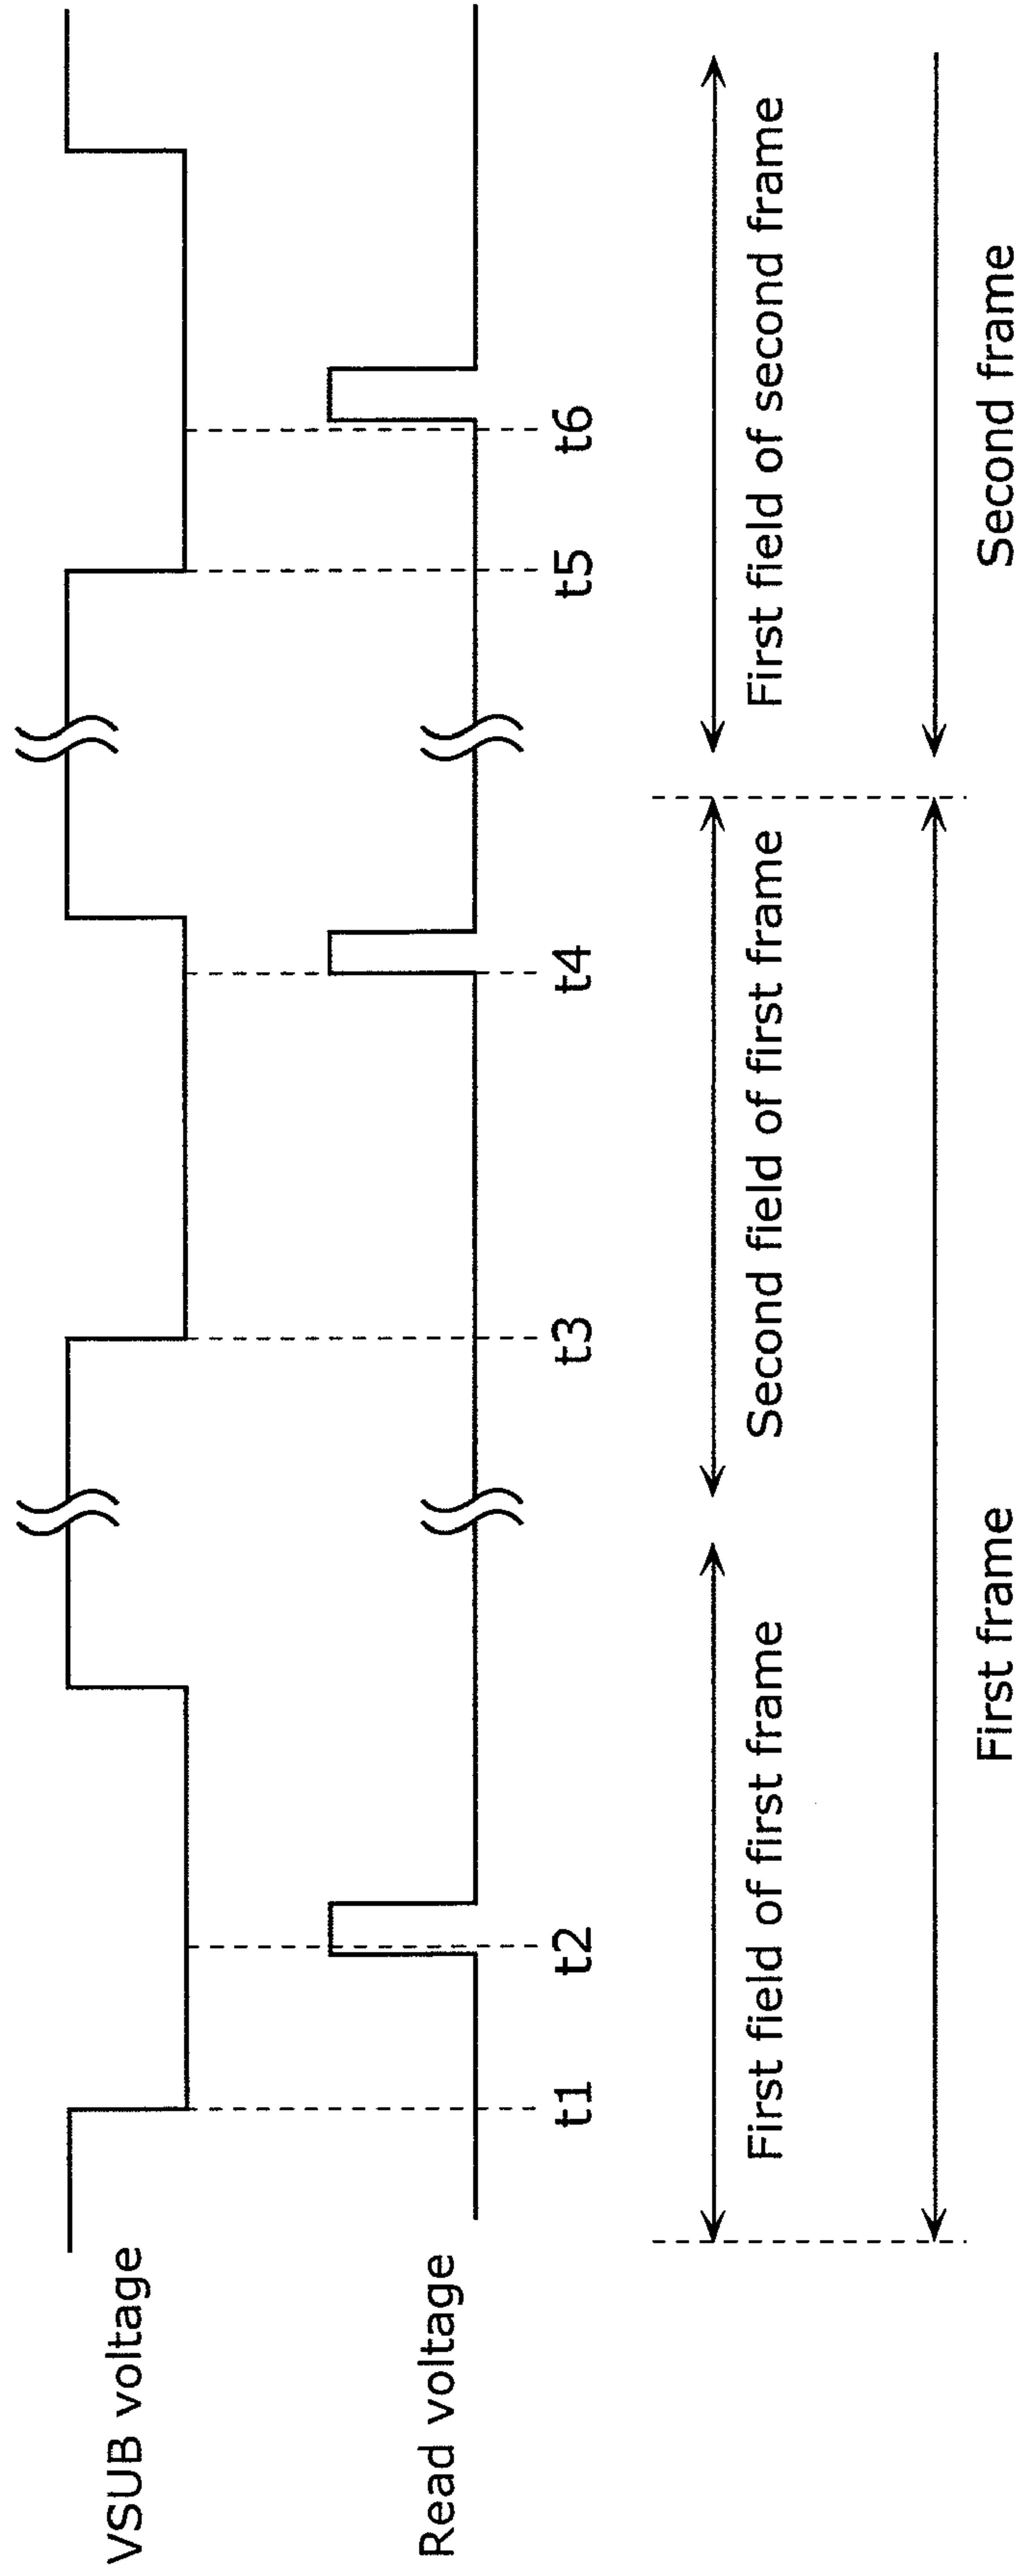 VSUB voltage
Read voltage
t1
t2
t3
t4
t5
t6
First field of first frame
Second field of first frame
First field of second frame
First frame
Second frame